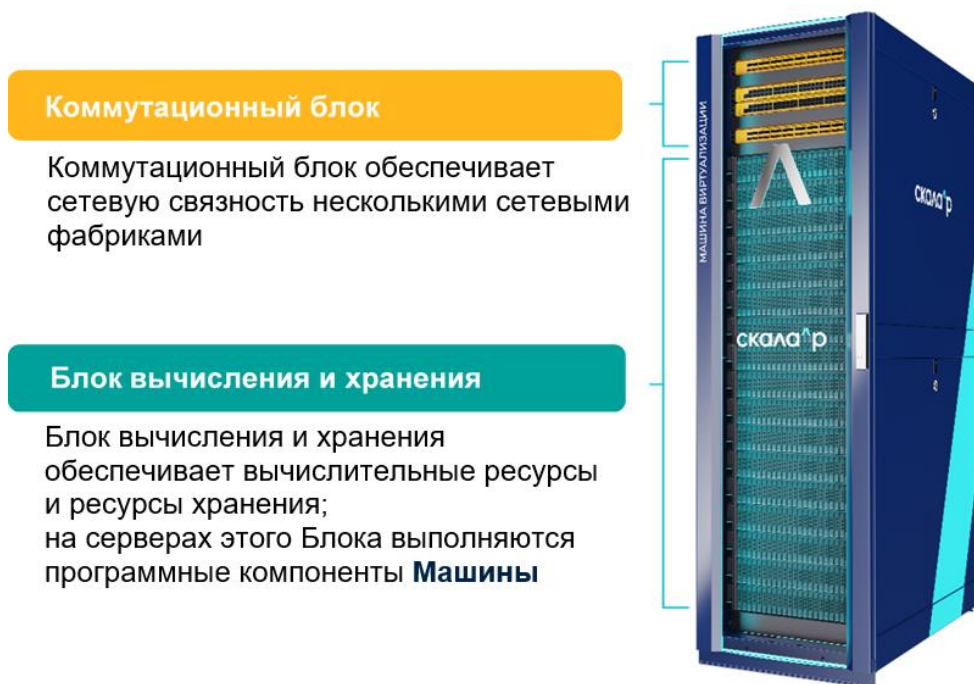 Коммутационный блок
Коммутационный блок обеспечивает
сетевую связность несколькими сетевыми
фабриками
Блок вычисления и хранения
Блок вычисления и хранения
обеспечивает вычислительные ресурсы
и ресурсы хранения;
на серверах этого Блока выполняются
программные компоненты Машины
МАШИНА ВИРТУАЛИЗАЦИИ
скала^р
скала^р